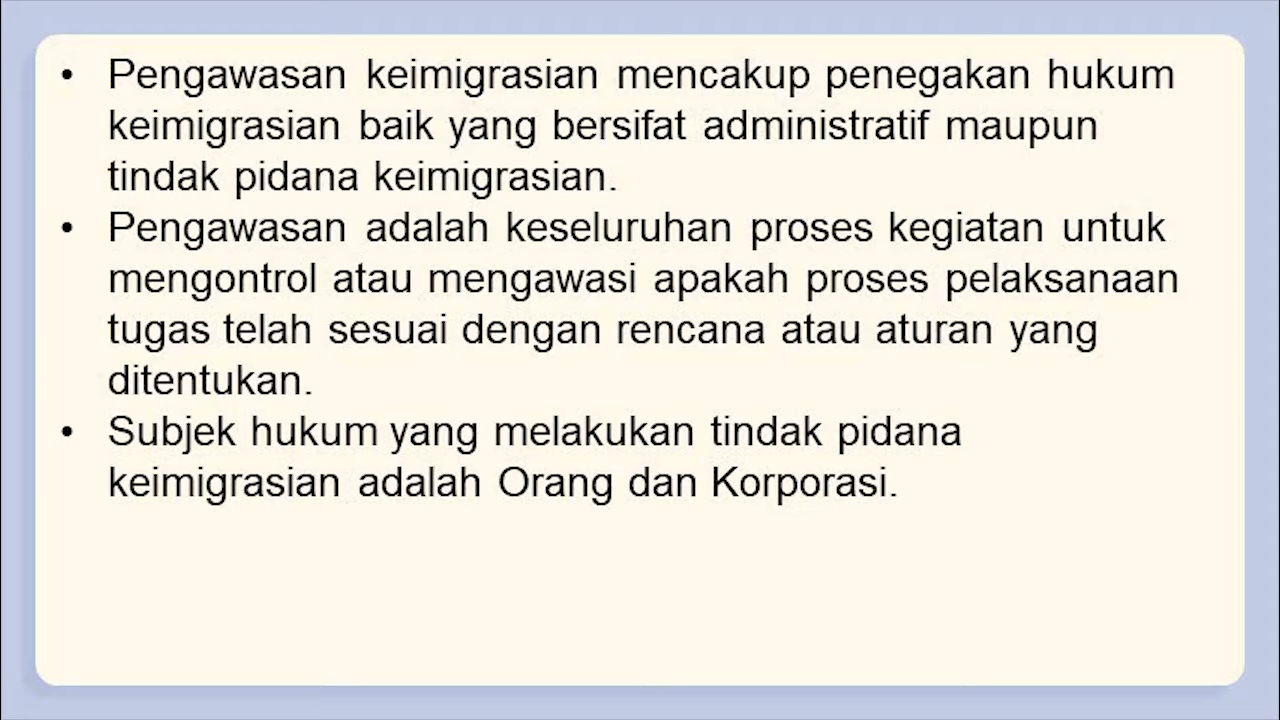 • Pengawasan keimigrasian mencakup penegakan hukum
keimigrasian baik yang bersifat administratif maupun
tindak pidana keimigrasian.
• Pengawasan adalah keseluruhan proses kegiatan untuk
mengontrol atau mengawasi apakah proses pelaksanaan
tugas telah sesuai dengan rencana atau aturan yang
ditentukan.
• Subjek hukum yang melakukan tindak pidana
keimigrasian adalah Orang dan Korporasi.